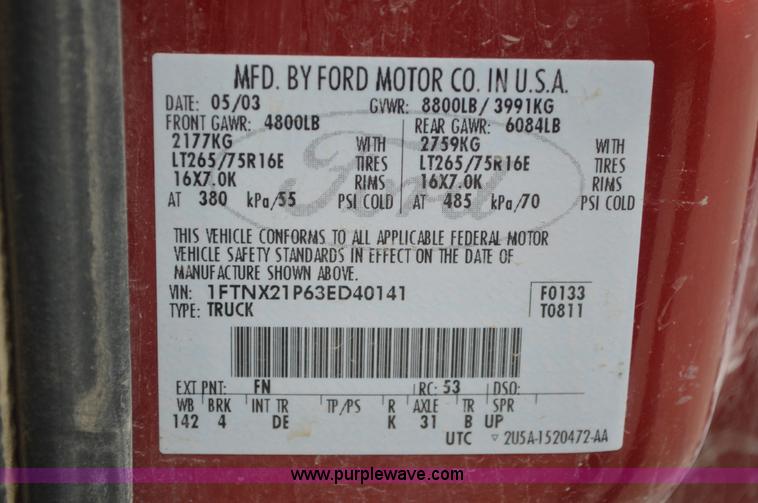 MFD. BY FORD MOTOR CO. IN U.S.A.
DATE: 05/03 GVWR: 8800LB/ 3991KG
FRONT GAWR: 4800LB REAR GAWR: 6084LB
2177KG WITH 2759KG WITH
LT265/75R16E TIRES LT265/75R16E TIRES
16X7.0K RIMS 16X7.0K RIMS
AT 380 kPa/55 PSI COLD AT 485 kPa/70 PSI COLD
Ford
THIS VEHICLE CONFORMS TO ALL APPLICABLE FEDERAL MOTOR
VEHICLE SAFETY STANDARDS IN EFFECT ON THE DATE OF
MANUFACTURE SHOWN ABOVE.
VIN: 1FTNX21P63ED40141 F0133
TYPE: TRUCK T0811
EXT PNT: FN RC: 53 DSO:
WB BRK INT TR TP/PS R AXLE TR SPR
142 4 DE K 31 B UP
UTC ▽ 2U5A-1520472-AA
www.purplewave.com